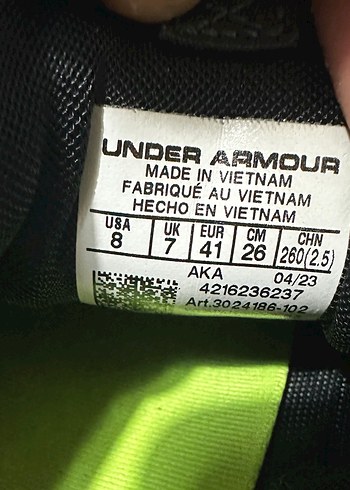 UNDER ARMOUR
MADE IN VIETNAM
FABRIQUÉ AU VIETNAM
HECHO EN VIETNAM
USA UK EUR CM CHN
8 7 41 26 260(2.5)
AKA 04/23
4216236237
Art.3024186-102